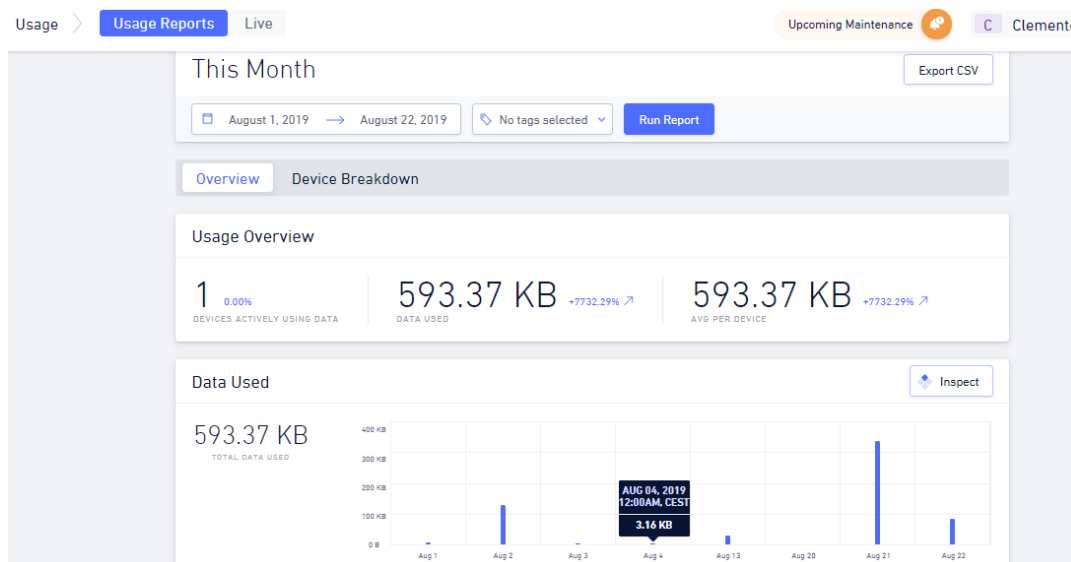 Usage Usage Reports Live Upcoming Maintenance C Clemente
This Month Export CSV
August 1, 2019 → August 22, 2019 No tags selected Run Report
Overview Device Breakdown
Usage Overview
1 0.00% 593.37 KB +7732.29% ↗ 593.37 KB +7732.29% ↗
DEVICES ACTIVELY USING DATA DATA USED AVG PER DEVICE
Data Used Inspect
593.37 KB
TOTAL DATA USED
400 KB
300 KB
200 KB
100 KB
0 B
AUG 04, 2019
12:00AM, CEST
3.16 KB
Aug 1 Aug 2 Aug 3 Aug 4 Aug 13 Aug 20 Aug 21 Aug 22